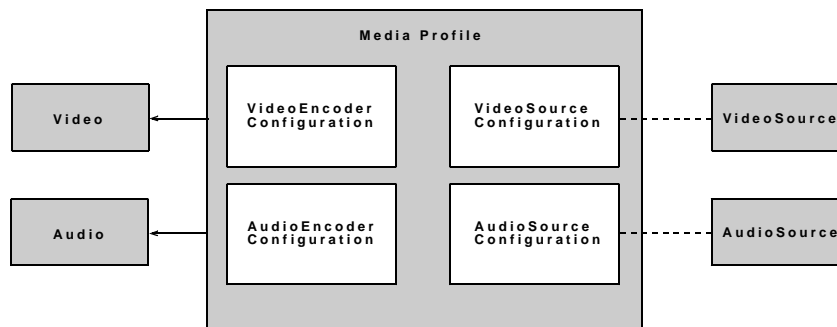 Media Profile
Video
VideoEncoder
Configuration
VideoSource
Configuration
VideoSource
Audio
AudioEncoder
Configuration
AudioSource
Configuration
AudioSource